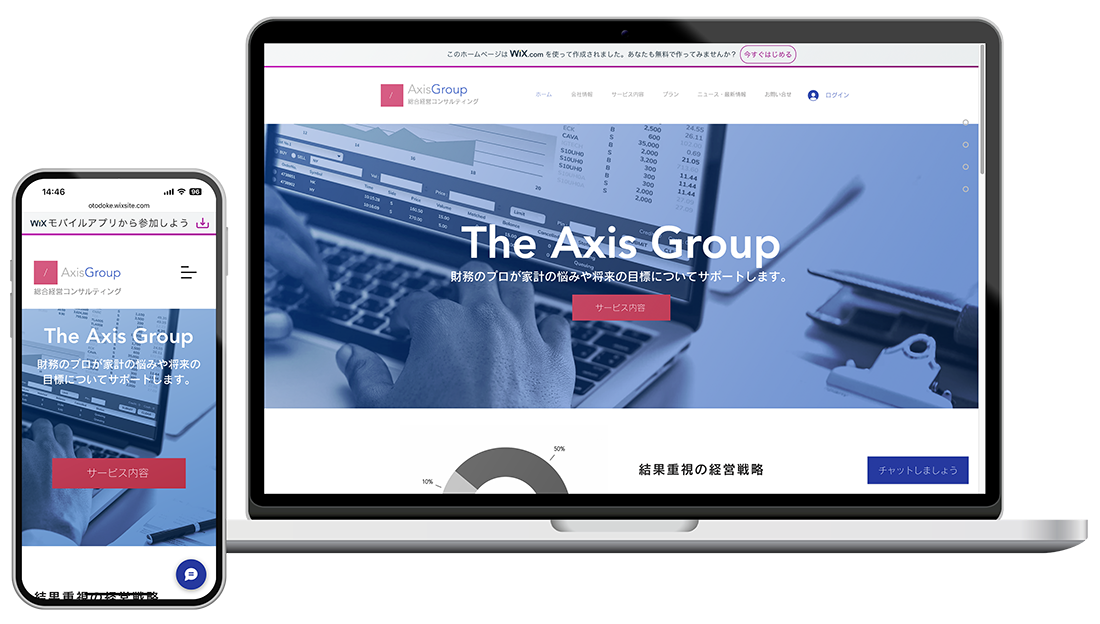 14:46
96
otodoke.wixsite.com
WiX モバイルアプリから参加しよう
/ AxisGroup
総合経営コンサルティング
The Axis Group
財務のプロが家計の悩みや将来の
目標についてサポートします。
サービス内容
結果重視の経営戦略
このホームページは WiX.com を使って作成されました。あなたも無料で作ってみませんか？ 今すぐはじめる
/ AxisGroup
総合経営コンサルティング
ホーム 会社情報 サービス内容 プラン ニュース・最新情報 お問い合せ ログイン
The Axis Group
財務のプロが家計の悩みや将来の目標についてサポートします。
サービス内容
50%
10%
結果重視の経営戦略
チャットしましょう